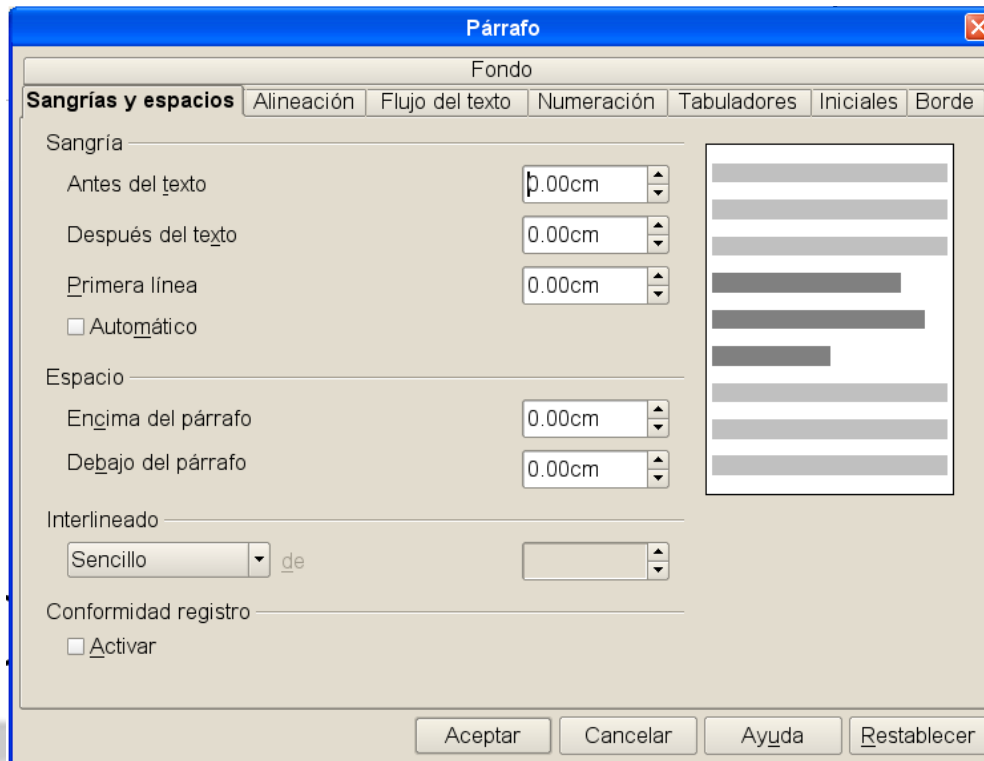 Párrafo
Fondo
Sangrías y espacios Alineación Flujo del texto Numeración Tabuladores Iniciales Borde
Sangría
Antes del texto 0.00cm
Después del texto 0.00cm
Primera línea 0.00cm
Automático
Espacio
Encima del párrafo 0.00cm
Debajo del párrafo 0.00cm
Interlineado
Sencillo de
Conformidad registro
Activar
Aceptar Cancelar Ayuda Restablecer